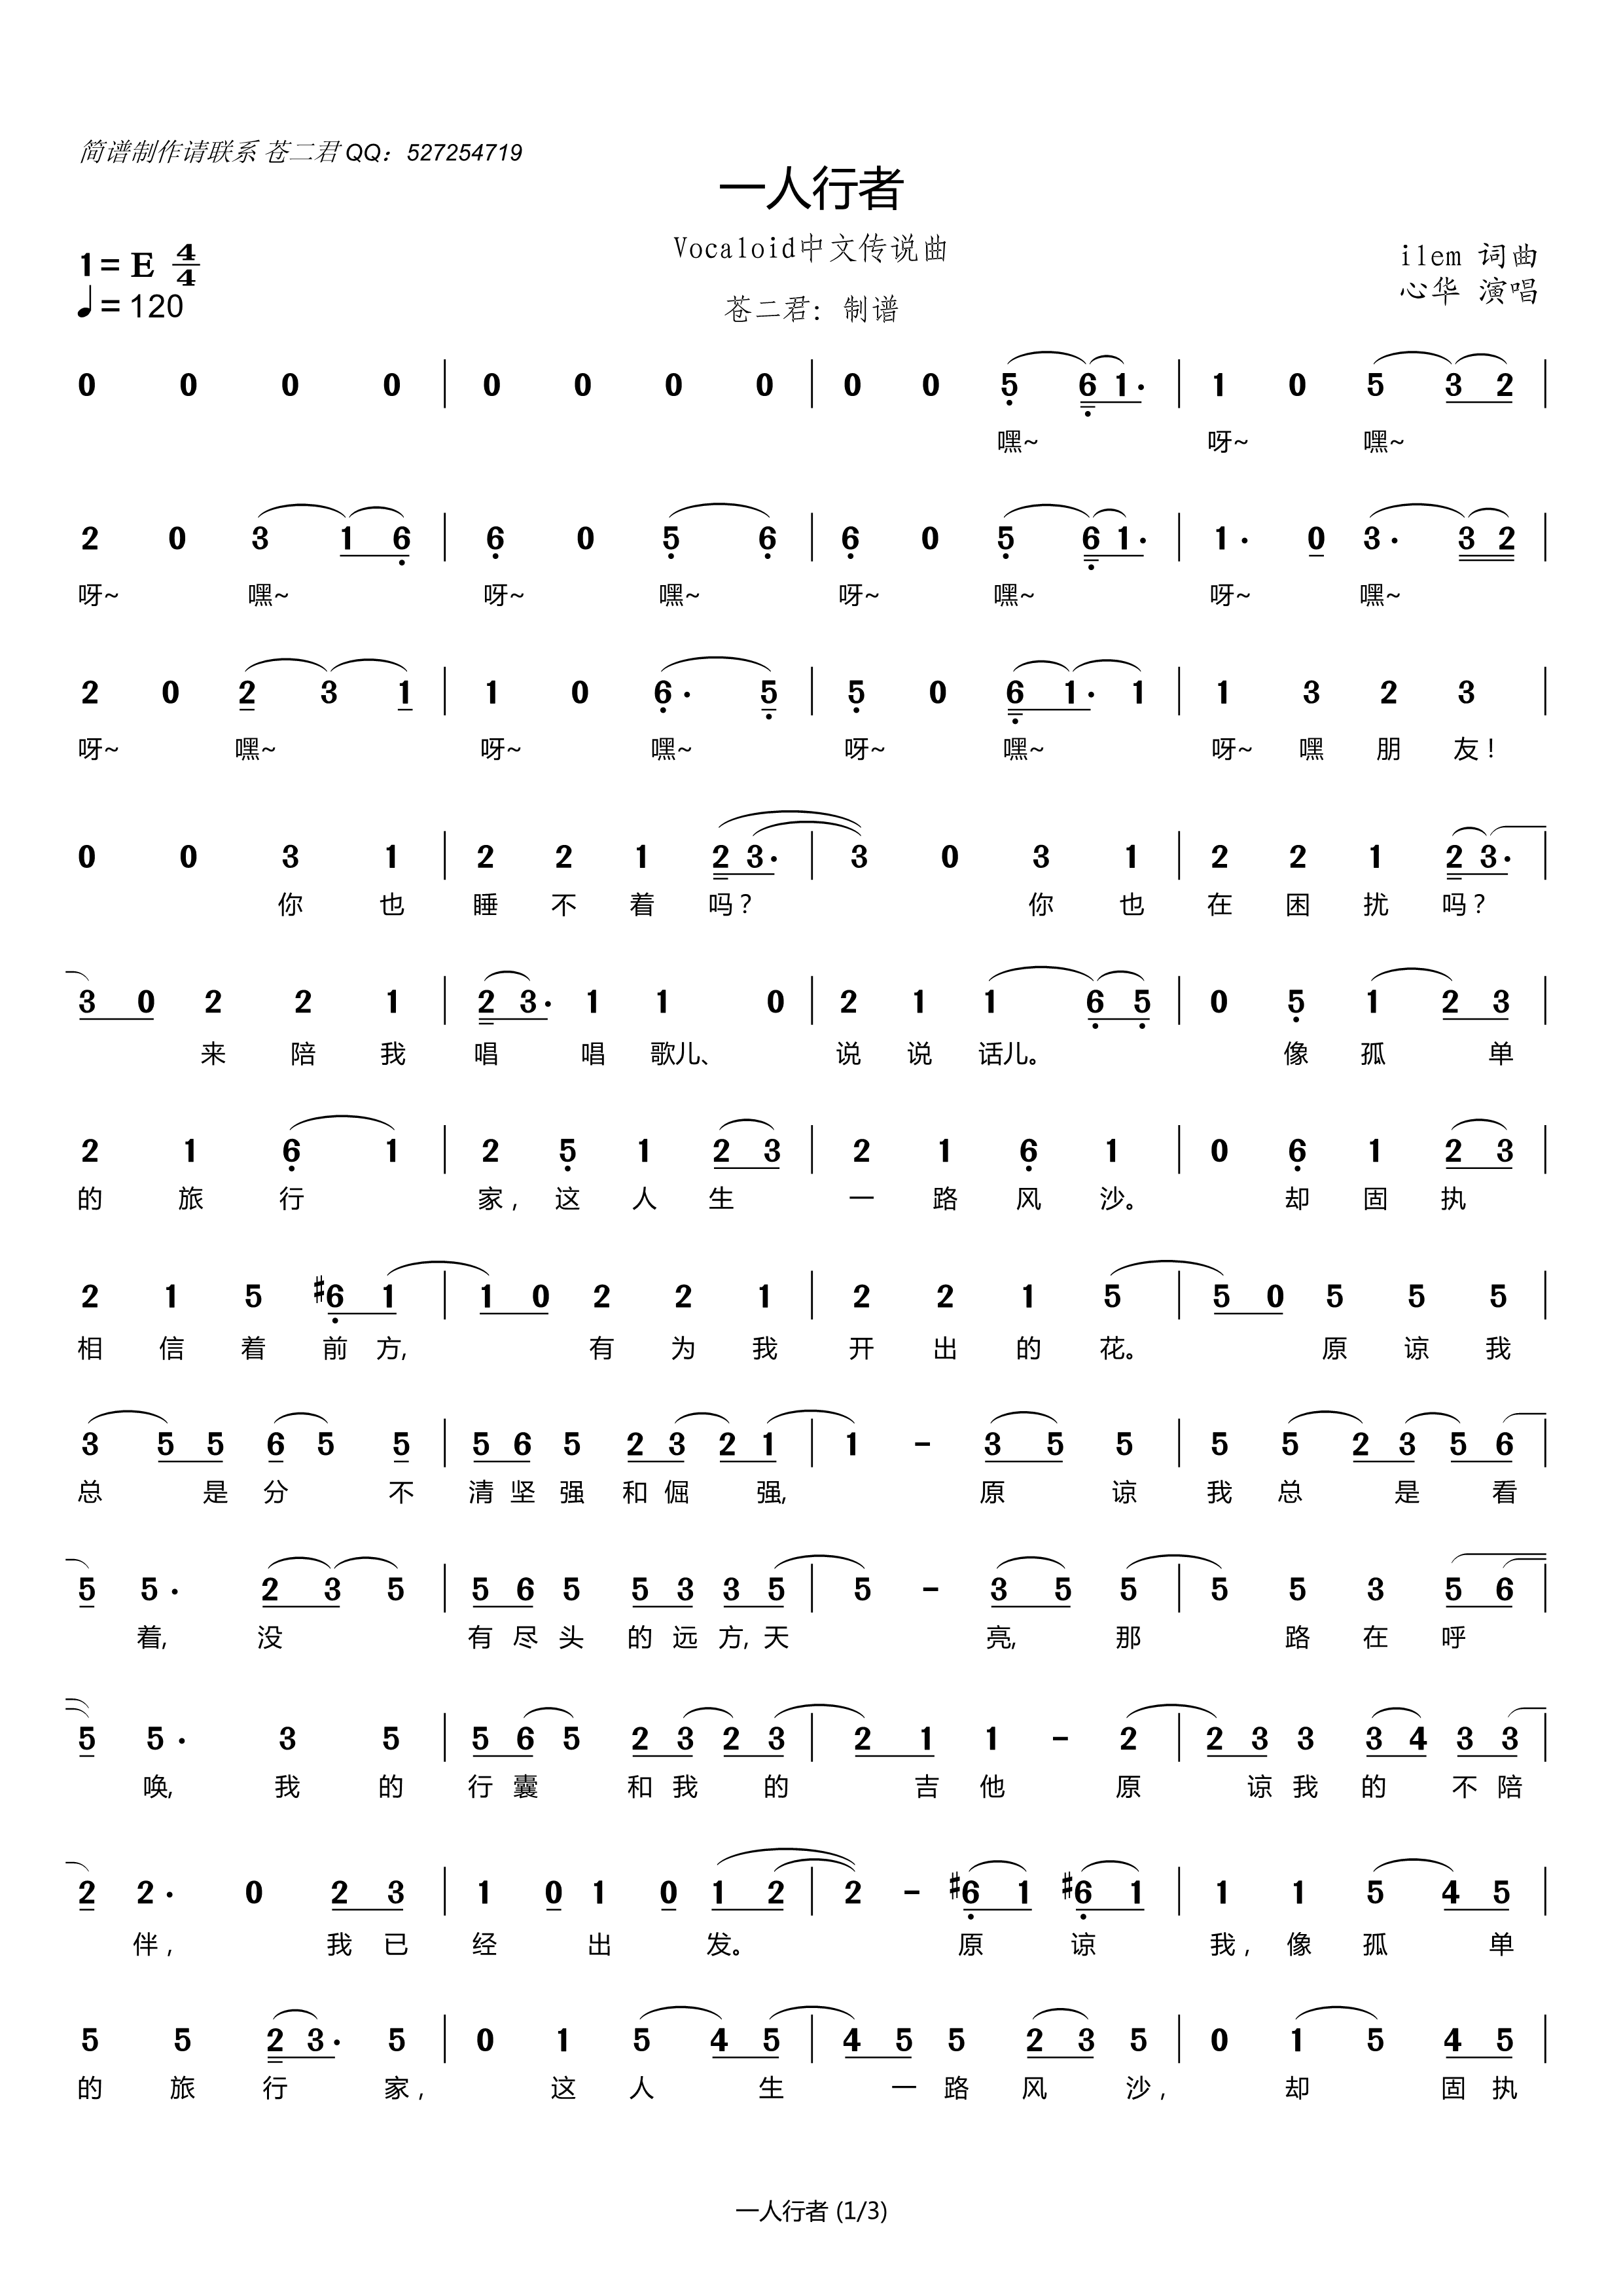 简谱制作请联系 苍二君 QQ：527254719
一人行者
Vocaloid中文传说曲
ilem 词曲
1= E 4/4
心华 演唱
♩= 120
苍二君：制谱
0 0 0 0 | 0 0 0 0 | 0 0 5 6 1· | 1 0 5 3 2 |
嘿~ 呀~ 嘿~
2 0 3 1 6 | 6 0 5 6 | 6 0 5 6 1· | 1· 0 3· 3 2 |
呀~ 嘿~ 呀~ 嘿~ 呀~ 嘿~ 呀~ 嘿~
2 0 2 3 1 | 1 0 6· 5 | 5 0 6 1· 1 | 1 3 2 3 |
呀~ 嘿~ 呀~ 嘿~ 呀~ 嘿~ 呀~ 嘿 朋 友！
0 0 3 1 | 2 2 1 2 3· | 3 0 3 1 | 2 2 1 2 3· |
你 也 睡 不 着 吗？ 你 也 在 困 扰 吗？
3 0 2 2 1 | 2 3· 1 1 0 | 2 1 1 6 5 | 0 5 1 2 3 |
来 陪 我 唱 唱 歌儿、 说 说 话儿。 像 孤 单
2 1 6 1 | 2 5 1 2 3 | 2 1 6 1 | 0 6 1 2 3 |
的 旅 行 家， 这 人 生 一 路 风 沙。 却 固 执
2 1 5 #6 1 | 1 0 2 2 1 | 2 2 1 5 | 5 0 5 5 5 |
相 信 着 前 方， 有 为 我 开 出 的 花。 原 谅 我
3 5 5 6 5 5 | 5 6 5 2 3 2 1 | 1 - 3 5 5 | 5 5 2 3 5 6 |
总 是 分 不 清 坚 强 和 倔 强， 原 谅 我 总 是 看
5 5· 2 3 5 | 5 6 5 5 3 3 5 | 5 - 3 5 5 | 5 5 3 5 6 |
着， 没 有 尽 头 的 远 方， 天 亮， 那 路 在 呼
5 5· 3 5 | 5 6 5 2 3 2 3 | 2 1 1 - 2 | 2 3 3 3 4 3 3 |
唤， 我 的 行 囊 和 我 的 吉 他 原 谅 我 的 不 陪
2 2· 0 2 3 | 1 0 1 0 1 2 | 2 - #6 1 #6 1 | 1 1 5 4 5 |
伴， 我 已 经 出 发。 原 谅 我， 像 孤 单
5 5 2 3· 5 | 0 1 5 4 5 | 4 5 5 2 3 5 | 0 1 5 4 5 |
的 旅 行 家， 这 人 生 一 路 风 沙， 却 固 执
一人行者 (1/3)